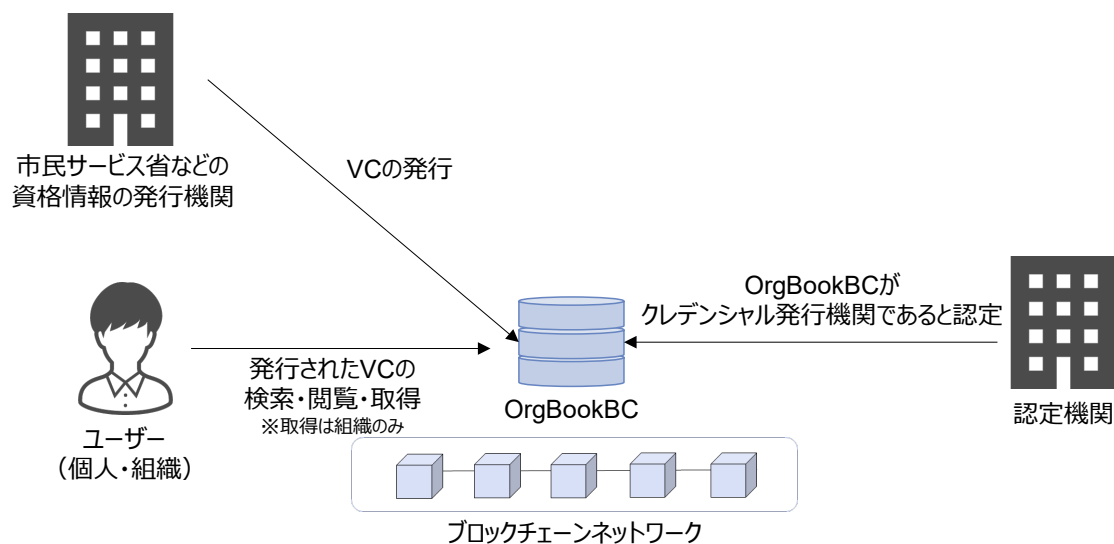 市民サービス省などの
資格情報の発行機関
VCの発行
OrgBookBCが
クレデンシャル発行機関であると認定
発行されたVCの
検索・閲覧・取得
※取得は組織のみ
OrgBookBC
認定機関
ユーザー
（個人・組織）
ブロックチェーンネットワーク